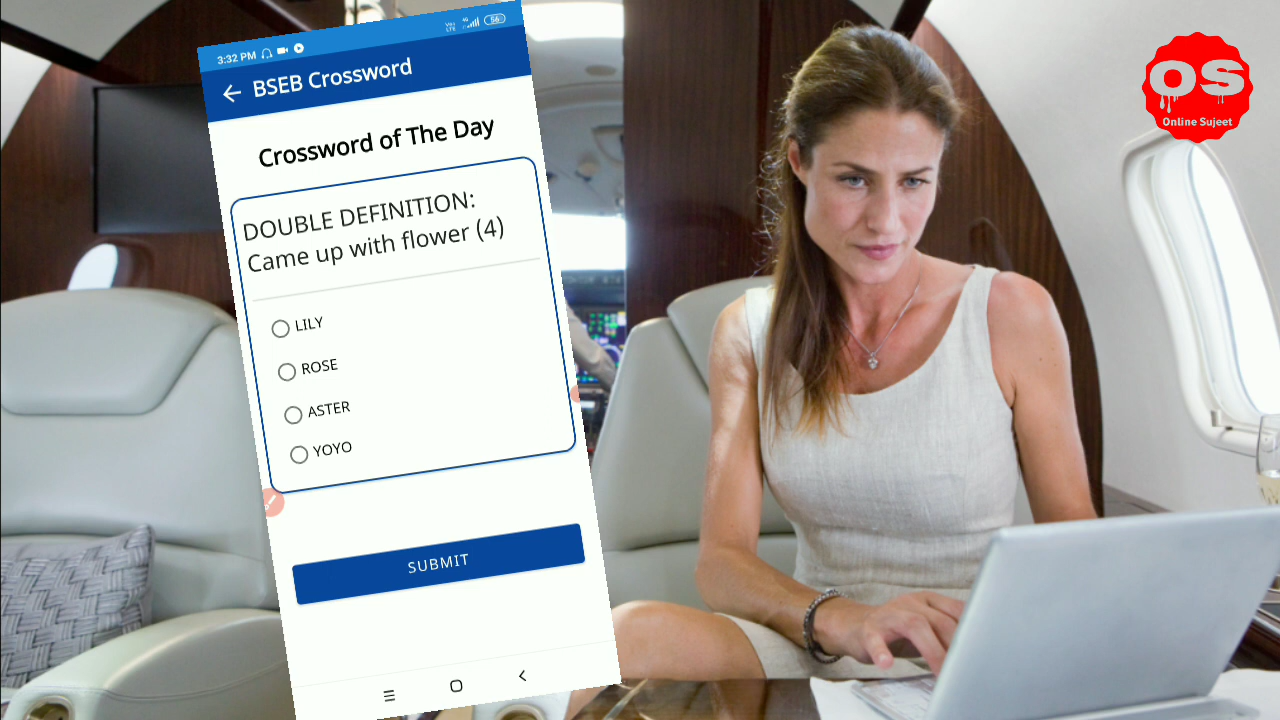 3:32 PM
56
BSEB Crossword
Crossword of The Day
DOUBLE DEFINITION:
Came up with flower (4)
LILY
ROSE
ASTER
YOYO
SUBMIT
OS
Online Sujeet